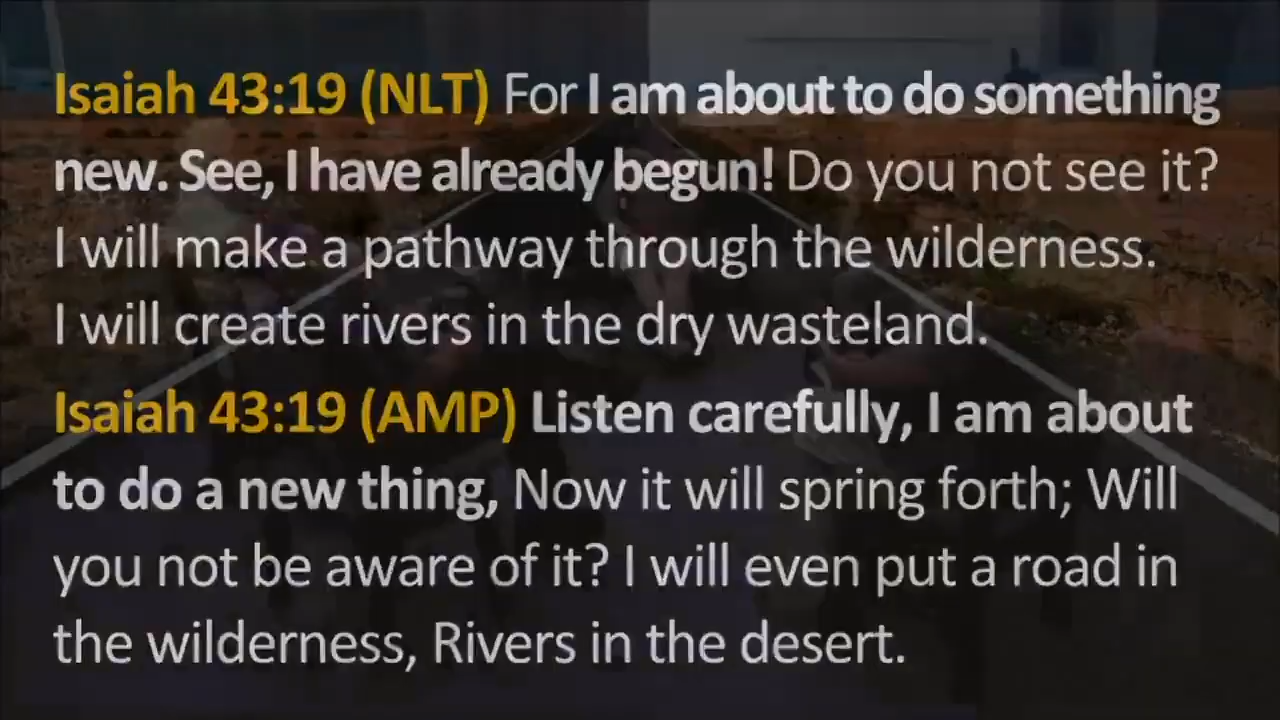 Isaiah 43:19 (NLT) For I am about to do something
new. See, I have already begun! Do you not see it?
I will make a pathway through the wilderness.
I will create rivers in the dry wasteland.
Isaiah 43:19 (AMP) Listen carefully, I am about
to do a new thing, Now it will spring forth; Will
you not be aware of it? I will even put a road in
the wilderness, Rivers in the desert.